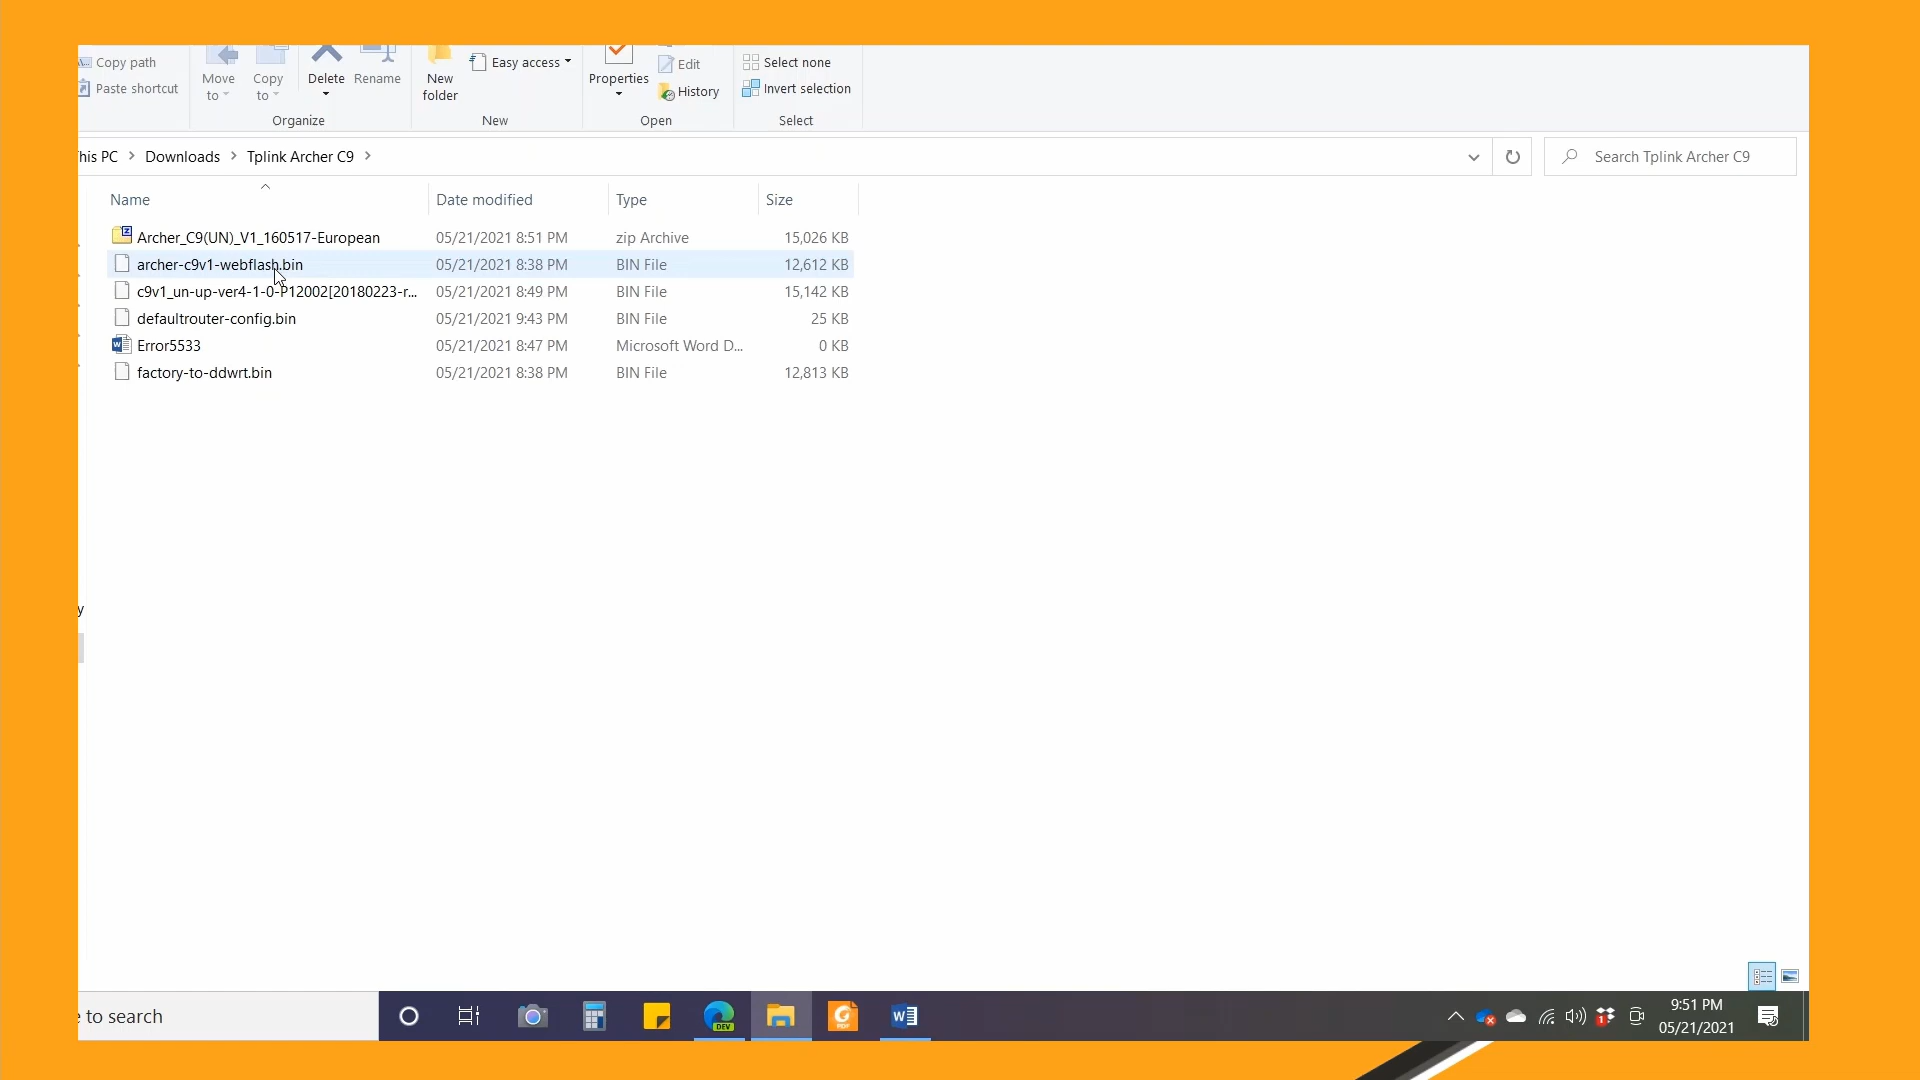 Copy path
Paste shortcut
Move to
Copy to
Delete
Rename
Organize
New folder
Easy access
New
Properties
Edit
History
Open
Select none
Invert selection
Select
his PC > Downloads > Tplink Archer C9 >
Search Tplink Archer C9
Name Date modified Type Size
Archer_C9(UN)_V1_160517-European 05/21/2021 8:51 PM zip Archive 15,026 KB
archer-c9v1-webflash.bin 05/21/2021 8:38 PM BIN File 12,612 KB
c9v1_un-up-ver4-1-0-P12002[20180223-r... 05/21/2021 8:49 PM BIN File 15,142 KB
defaultrouter-config.bin 05/21/2021 9:43 PM BIN File 25 KB
Error5533 05/21/2021 8:47 PM Microsoft Word D... 0 KB
factory-to-ddwrt.bin 05/21/2021 8:38 PM BIN File 12,813 KB
y
e to search
DEV
PDF
W
1
9:51 PM
05/21/2021